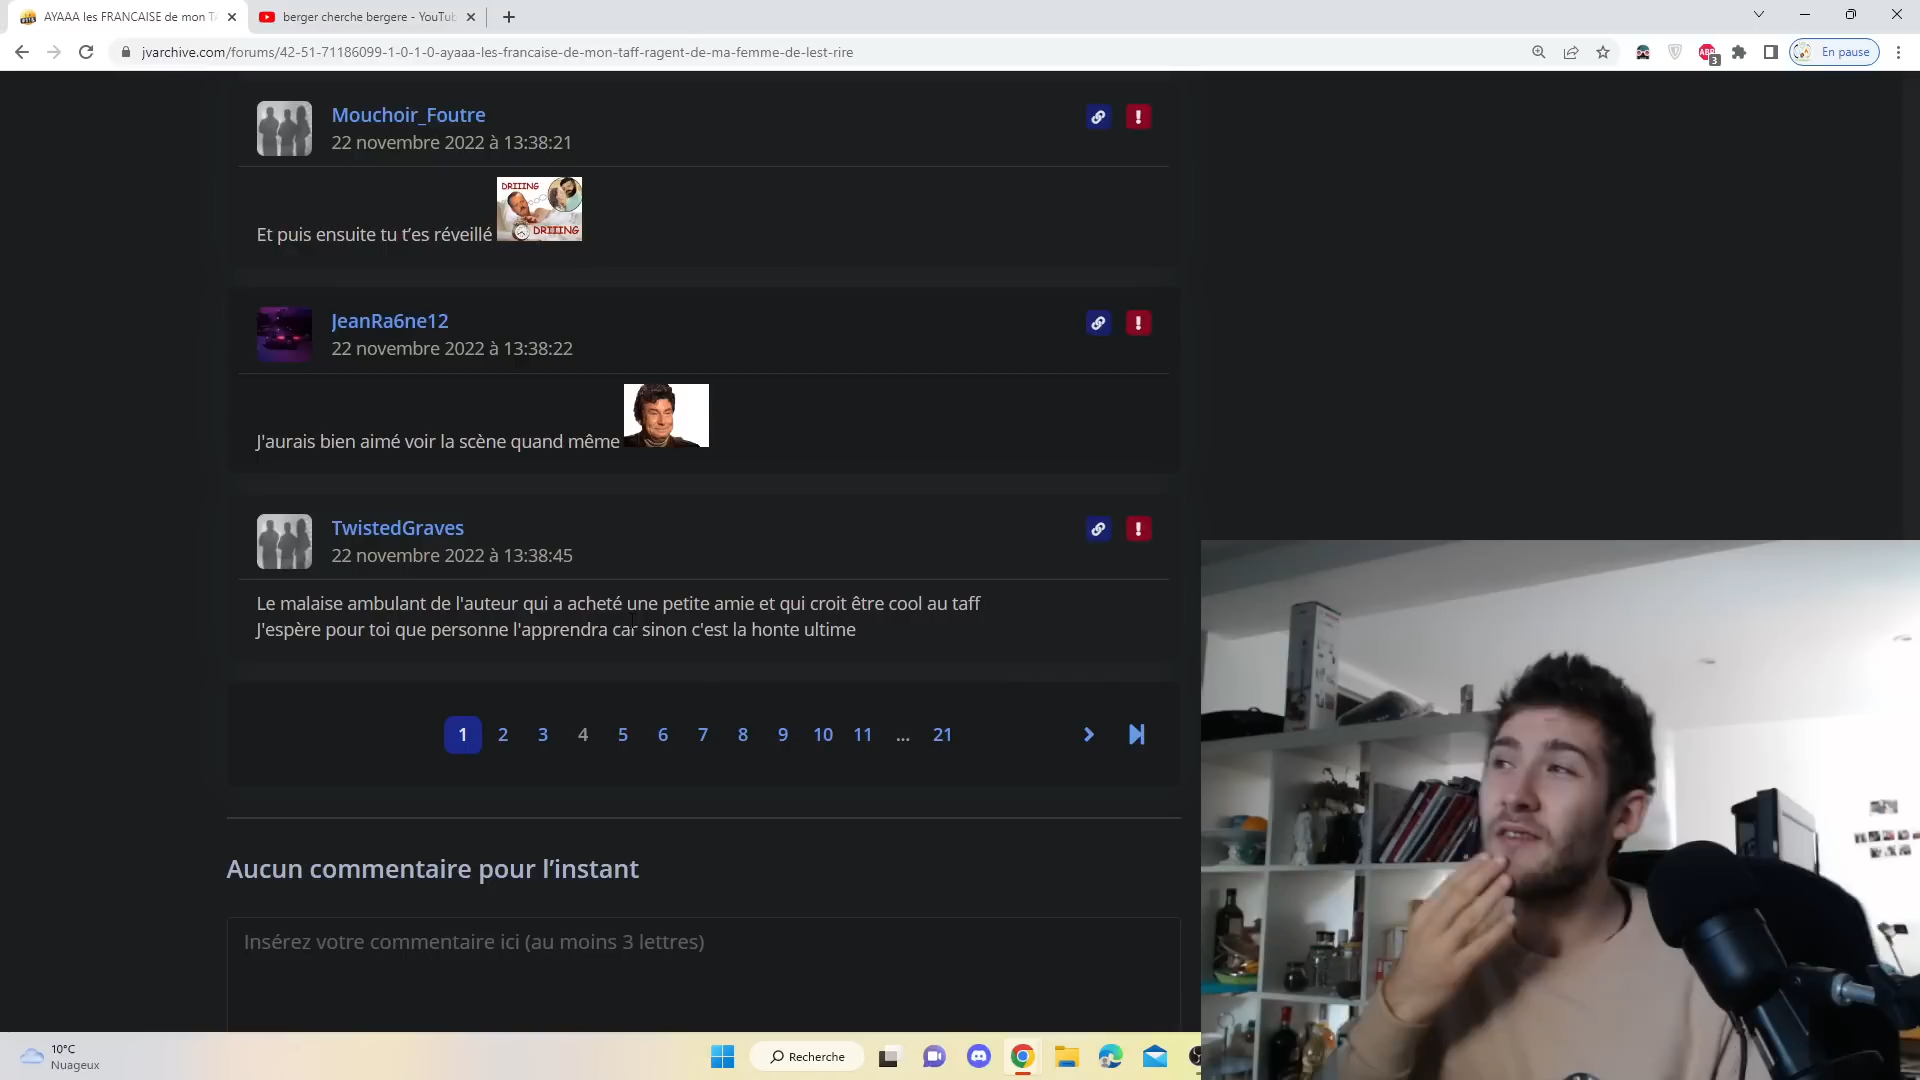 AYAAA les FRANCAISE de mon TA
berger cherche bergere - YouTub
jvarchive.com/forums/42-51-71186099-1-0-1-0-ayaaa-les-francaise-de-mon-taff-ragent-de-ma-femme-de-lest-rire
ABP
3
En pause
Mouchoir_Foutre
22 novembre 2022 à 13:38:21
DRIIING
DRIIING
Et puis ensuite tu t’es réveillé
JeanRa6ne12
22 novembre 2022 à 13:38:22
J'aurais bien aimé voir la scène quand même
TwistedGraves
22 novembre 2022 à 13:38:45
Le malaise ambulant de l'auteur qui a acheté une petite amie et qui croit être cool au taff
J'espère pour toi que personne l'apprendra car sinon c'est la honte ultime
1 2 3 4 5 6 7 8 9 10 11 ... 21
Aucun commentaire pour l’instant
Insérez votre commentaire ici (au moins 3 lettres)
10°C
Nuageux
Recherche